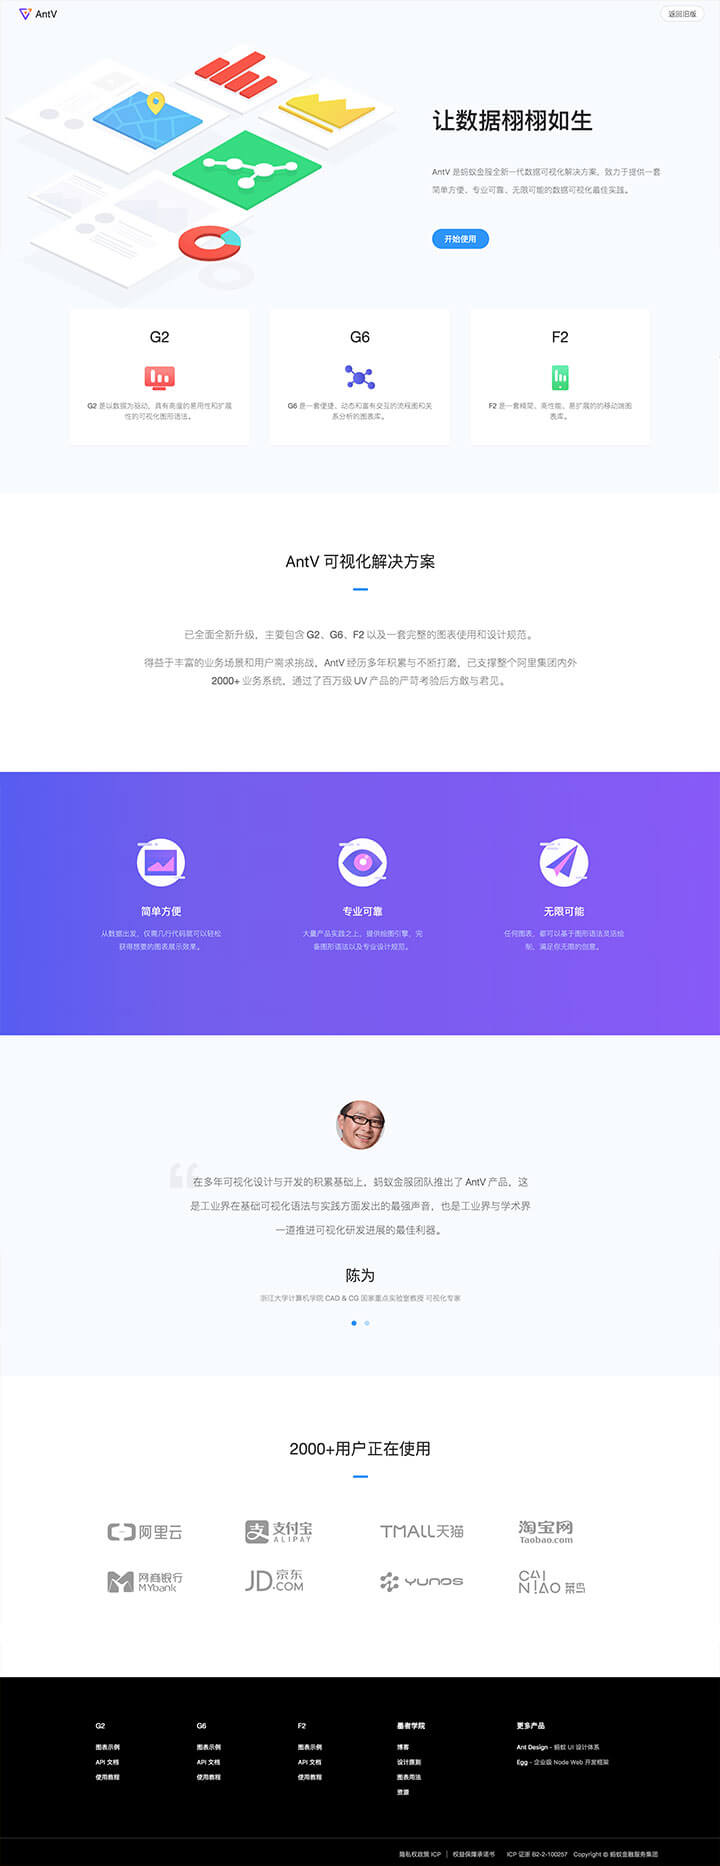 AntV
返回旧版
让数据栩栩如生
AntV 是蚂蚁金服全新一代数据可视化解决方案，致力于提供一套
简单方便、专业可靠、无限可能的数据可视化最佳实践。
开始使用
G2
G6
F2
G2 是以数据为驱动，具有高度的易用性和扩展
性的可视化图形语法。
G6 是一套便捷、动态和富有交互的流程图和关
系分析的图表库。
F2 是一套精简、高性能、易扩展的的移动端图
表库。
AntV 可视化解决方案
已全面全新升级，主要包含 G2、G6、F2 以及一套完整的图表使用和设计规范。
得益于丰富的业务场景和用户需求挑战，AntV 经历多年积累与不断打磨，已支撑整个阿里集团内外
2000+ 业务系统，通过了百万级 UV 产品的严苛考验后方敢与君见。
简单方便
专业可靠
无限可能
从数据出发，仅需几行代码就可以轻松
获得想要的图表展示效果。
大量产品实践之上，提供绘图引擎、完
备图形语法以及专业设计规范。
任何图表，都可以基于图形语法灵活绘
制，满足你无限的创意。
在多年可视化设计与开发的积累基础上，蚂蚁金服团队推出了 AntV 产品，这
是工业界在基础可视化语法与实践方面发出的最强声音，也是工业界与学术界
一道推进可视化研发进展的最佳利器。
陈为
浙江大学计算机学院 CAD & CG 国家重点实验室教授 可视化专家
2000+用户正在使用
阿里云
支付宝
ALIPAY
TMALL天猫
淘宝网
Taobao.com
网商银行
MYbank
JD京东
.COM
YUNOS
CAI
NIAO 菜鸟
G2
G6
F2
墨者学院
更多产品
图表示例
图表示例
图表示例
博客
Ant Design - 蚂蚁 UI 设计体系
API 文档
API 文档
API 文档
设计原则
Egg - 企业级 Node Web 开发框架
使用教程
使用教程
使用教程
图表用法
资源
隐私权政策 ICP | 权益保障承诺书 ICP 证浙 B2-2-100257 Copyright © 蚂蚁金融服务集团